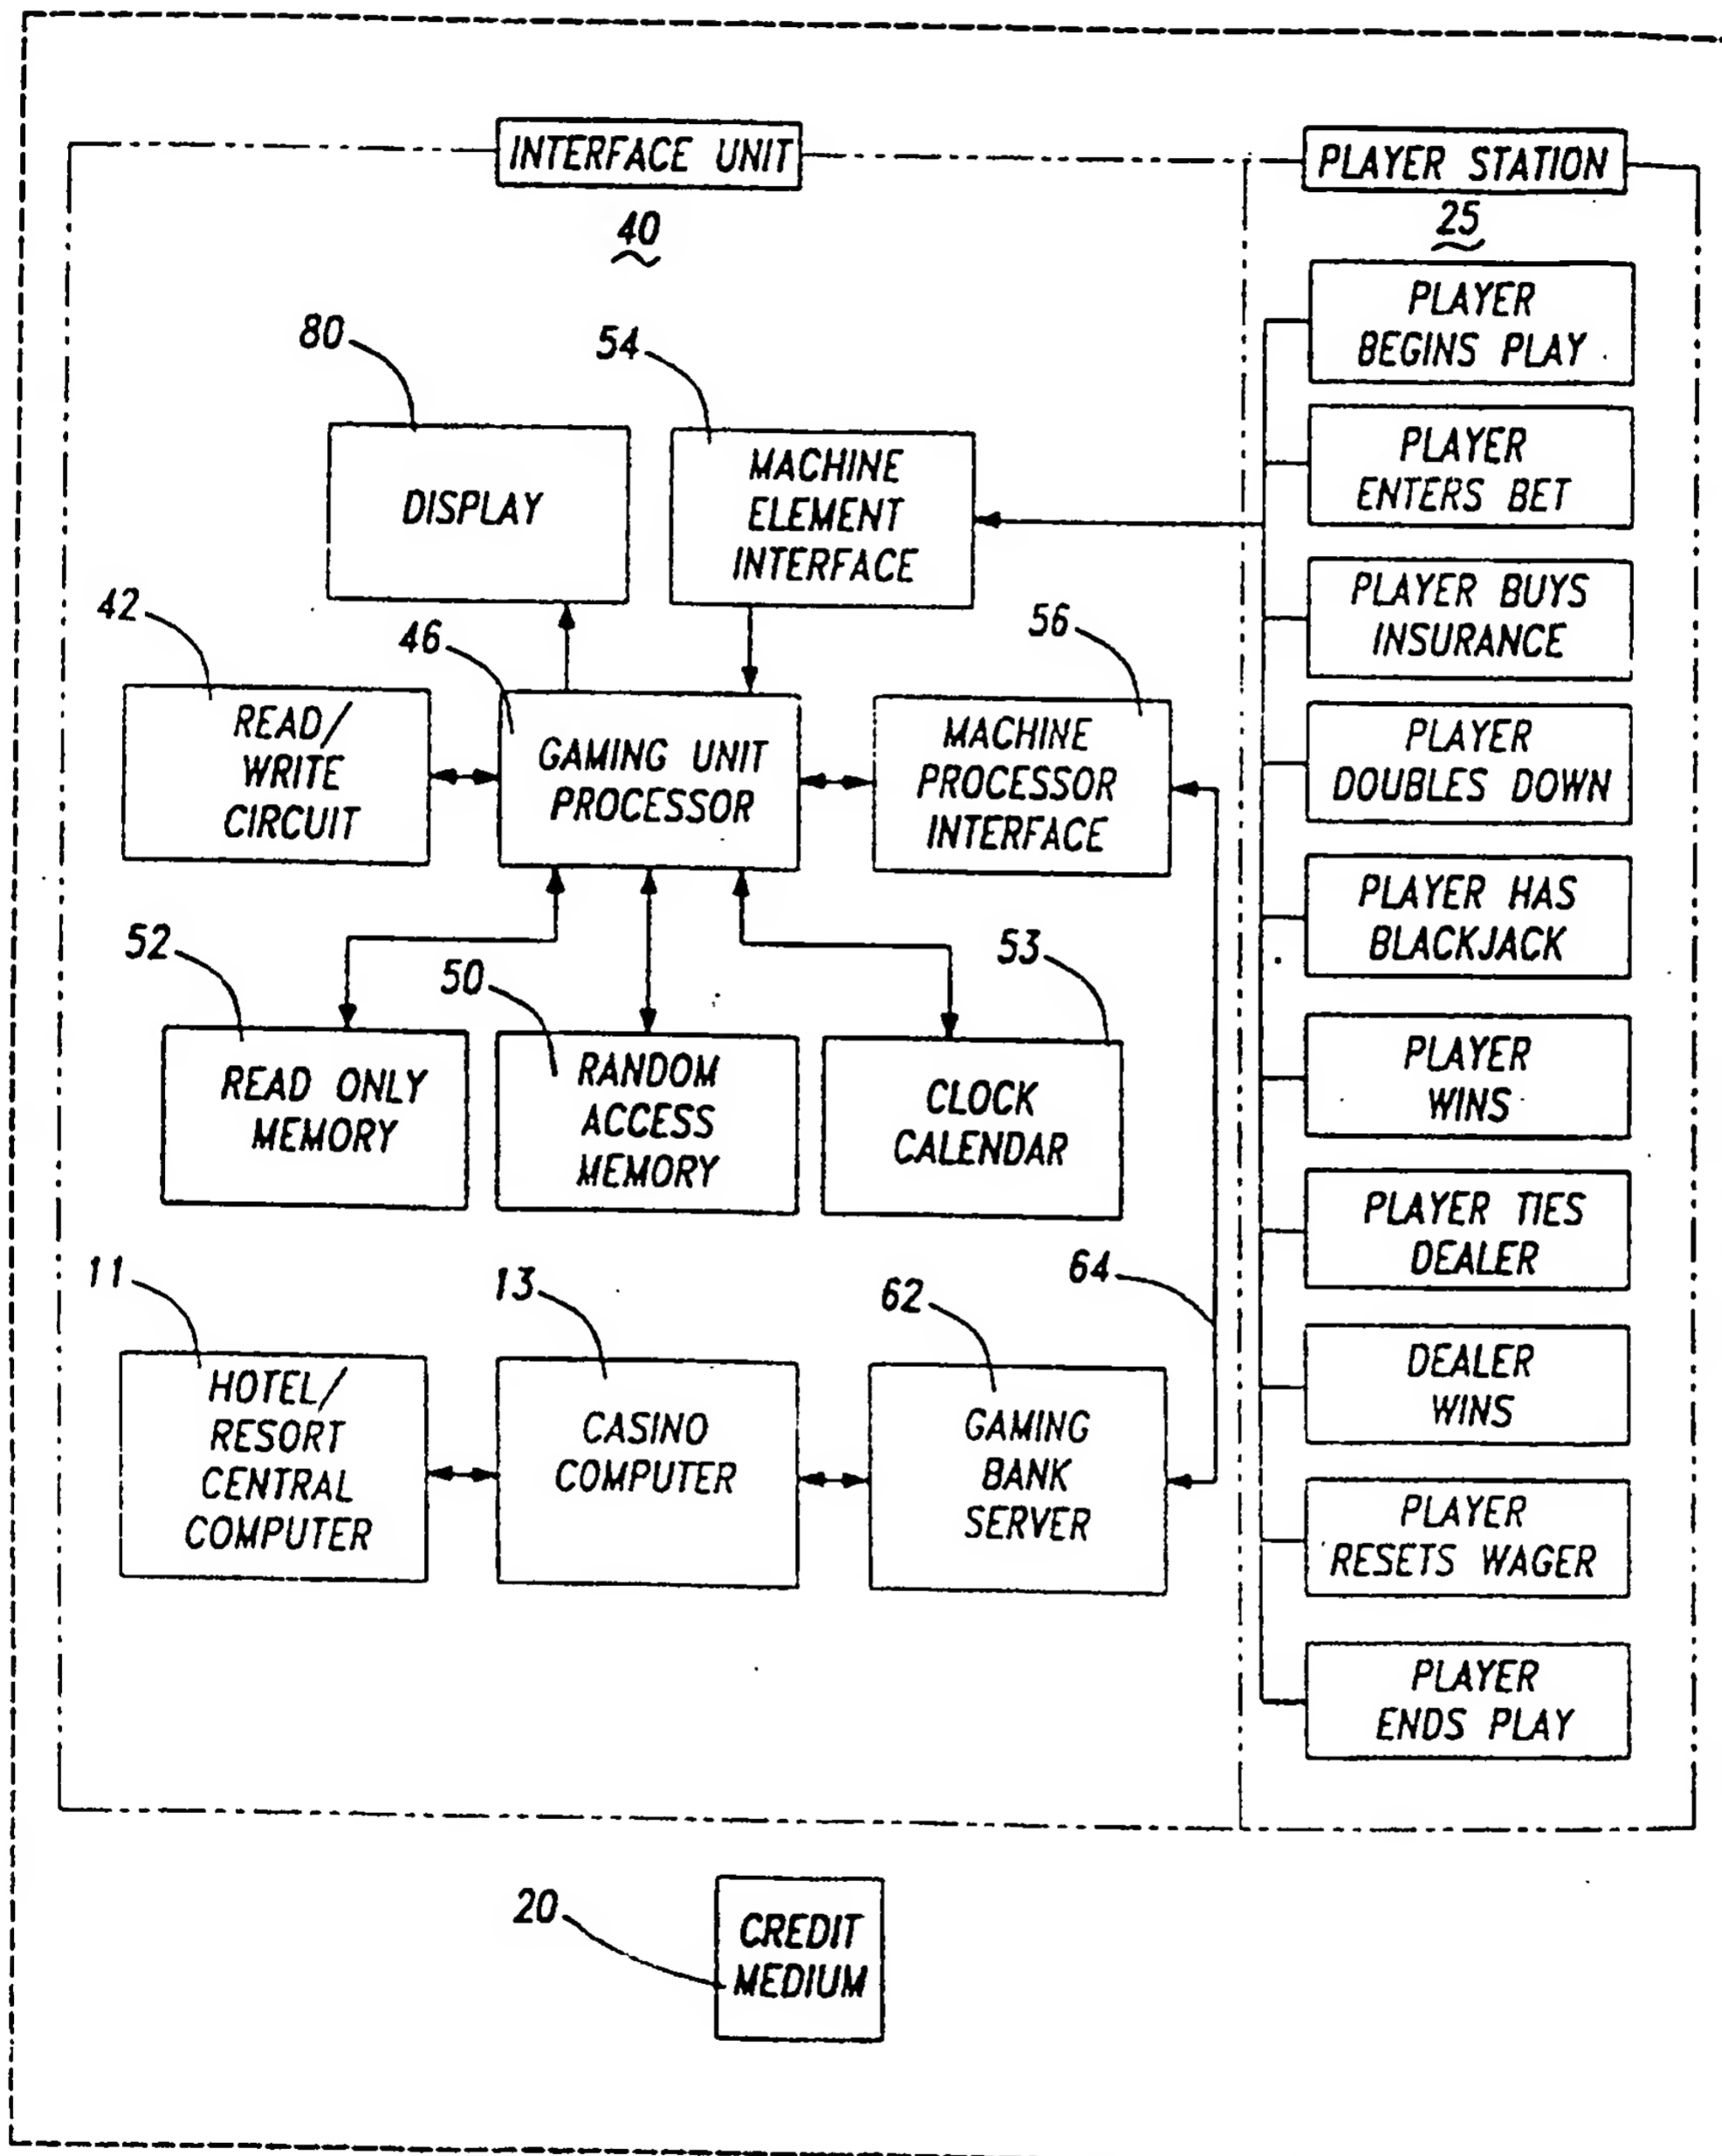 INTERFACE UNIT
40
PLAYER STATION
25
80
DISPLAY
54
MACHINE
ELEMENT
INTERFACE
42
READ/
WRITE
CIRCUIT
46
GAMING UNIT
PROCESSOR
56
MACHINE
PROCESSOR
INTERFACE
52
READ ONLY
MEMORY
50
RANDOM
ACCESS
MEMORY
53
CLOCK
CALENDAR
11
HOTEL/
RESORT
CENTRAL
COMPUTER
13
CASINO
COMPUTER
62
GAMING
BANK
SERVER
64
PLAYER
BEGINS PLAY
PLAYER
ENTERS BET
PLAYER BUYS
INSURANCE
PLAYER
DOUBLES DOWN
PLAYER HAS
BLACKJACK
PLAYER
WINS
PLAYER TIES
DEALER
DEALER
WINS
PLAYER
RESETS WAGER
PLAYER
ENDS PLAY
20
CREDIT
MEDIUM